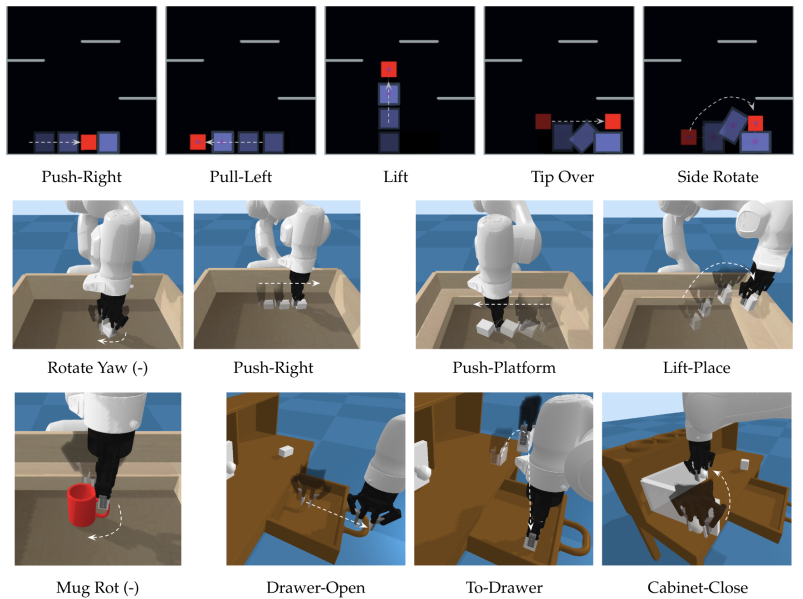 Push-Right Pull-Left Lift Tip Over Side Rotate
Rotate Yaw (-) Push-Right Push-Platform Lift-Place
Mug Rot (-) Drawer-Open To-Drawer Cabinet-Close